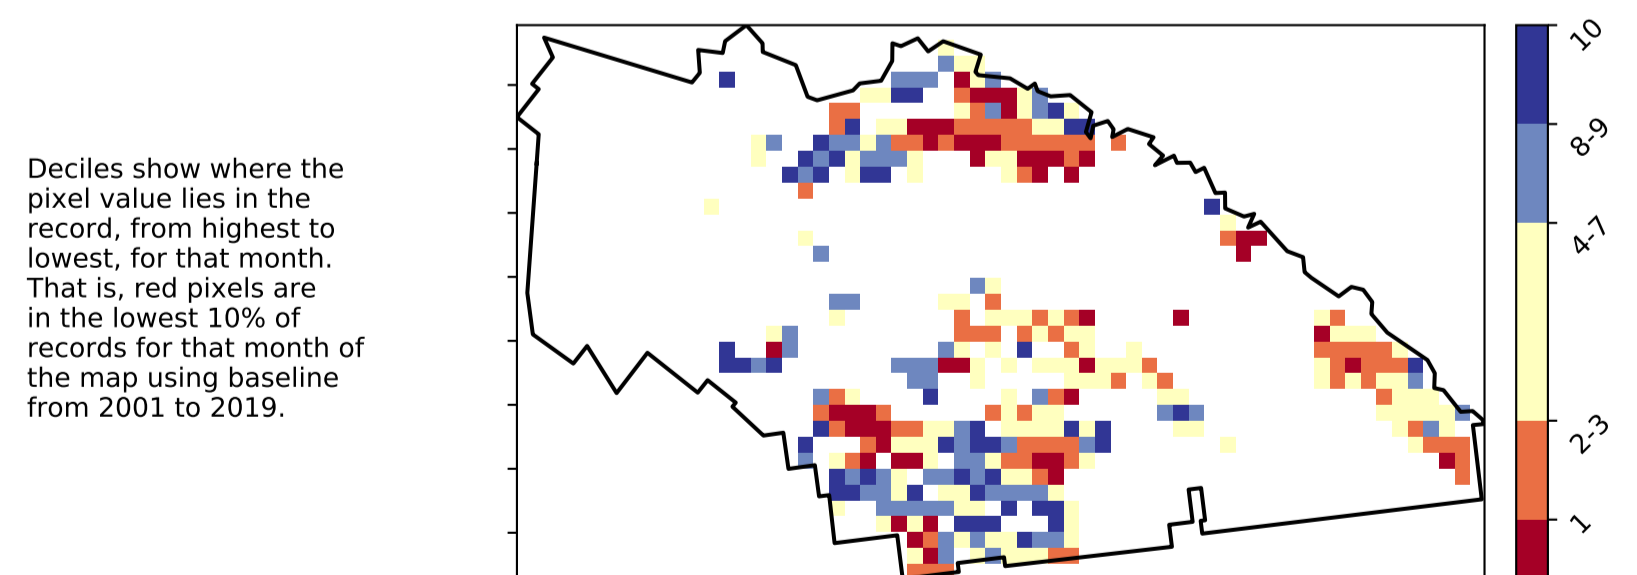 Deciles show where the
pixel value lies in the
record, from highest to
lowest, for that month.
That is, red pixels are
in the lowest 10% of
records for that month of
the map using baseline
from 2001 to 2019.
10
8-9
4-7
2-3
1